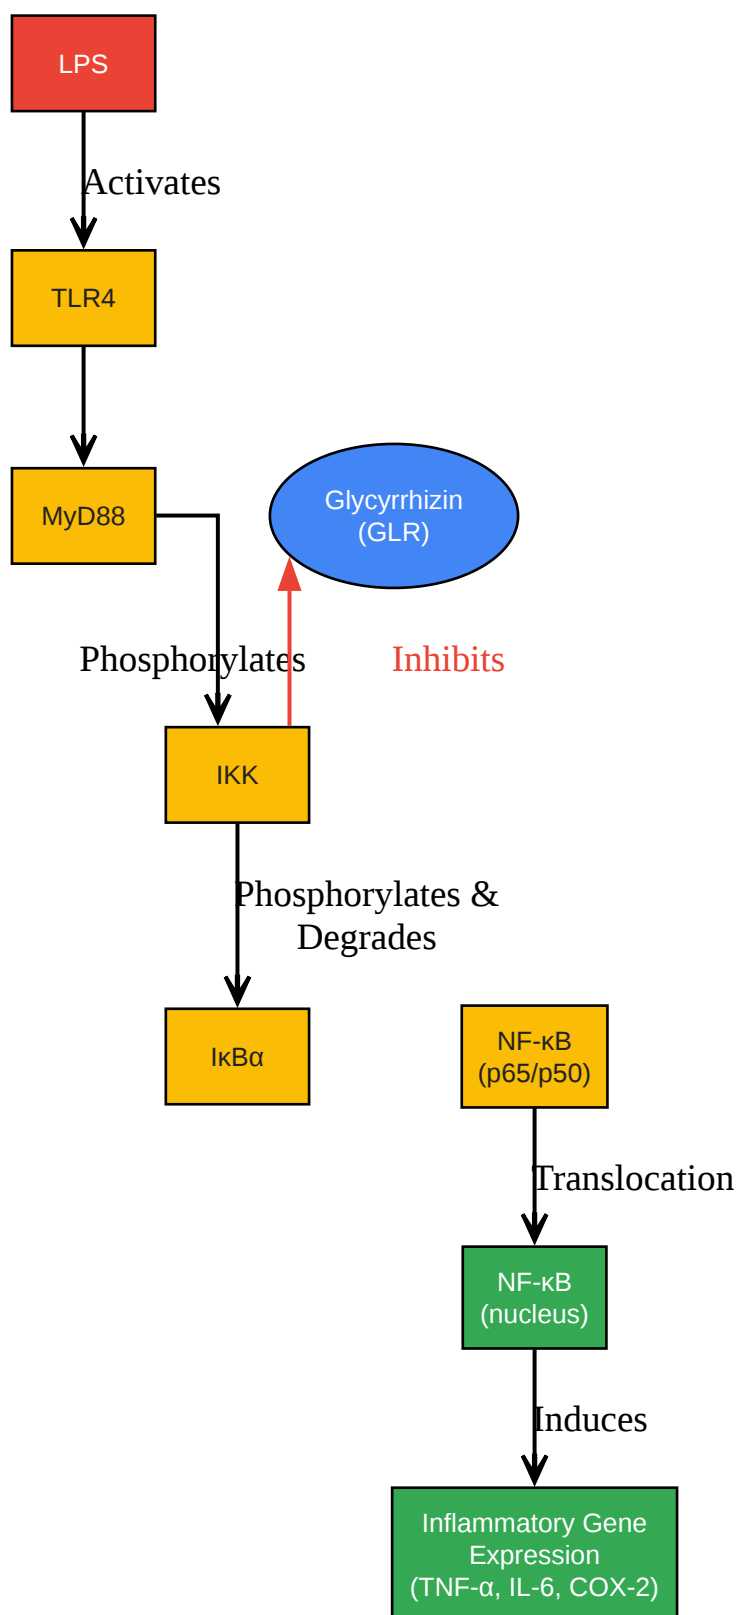 LPS
Activates
TLR4
MyD88
Glycyrrhizin
(GLR)
Phosphorylates
Inhibits
IKK
Phosphorylates &
Degrades
IκBα
NF-κB
(p65/p50)
Translocation
NF-κB
(nucleus)
Induces
Inflammatory Gene
Expression
(TNF-α, IL-6, COX-2)